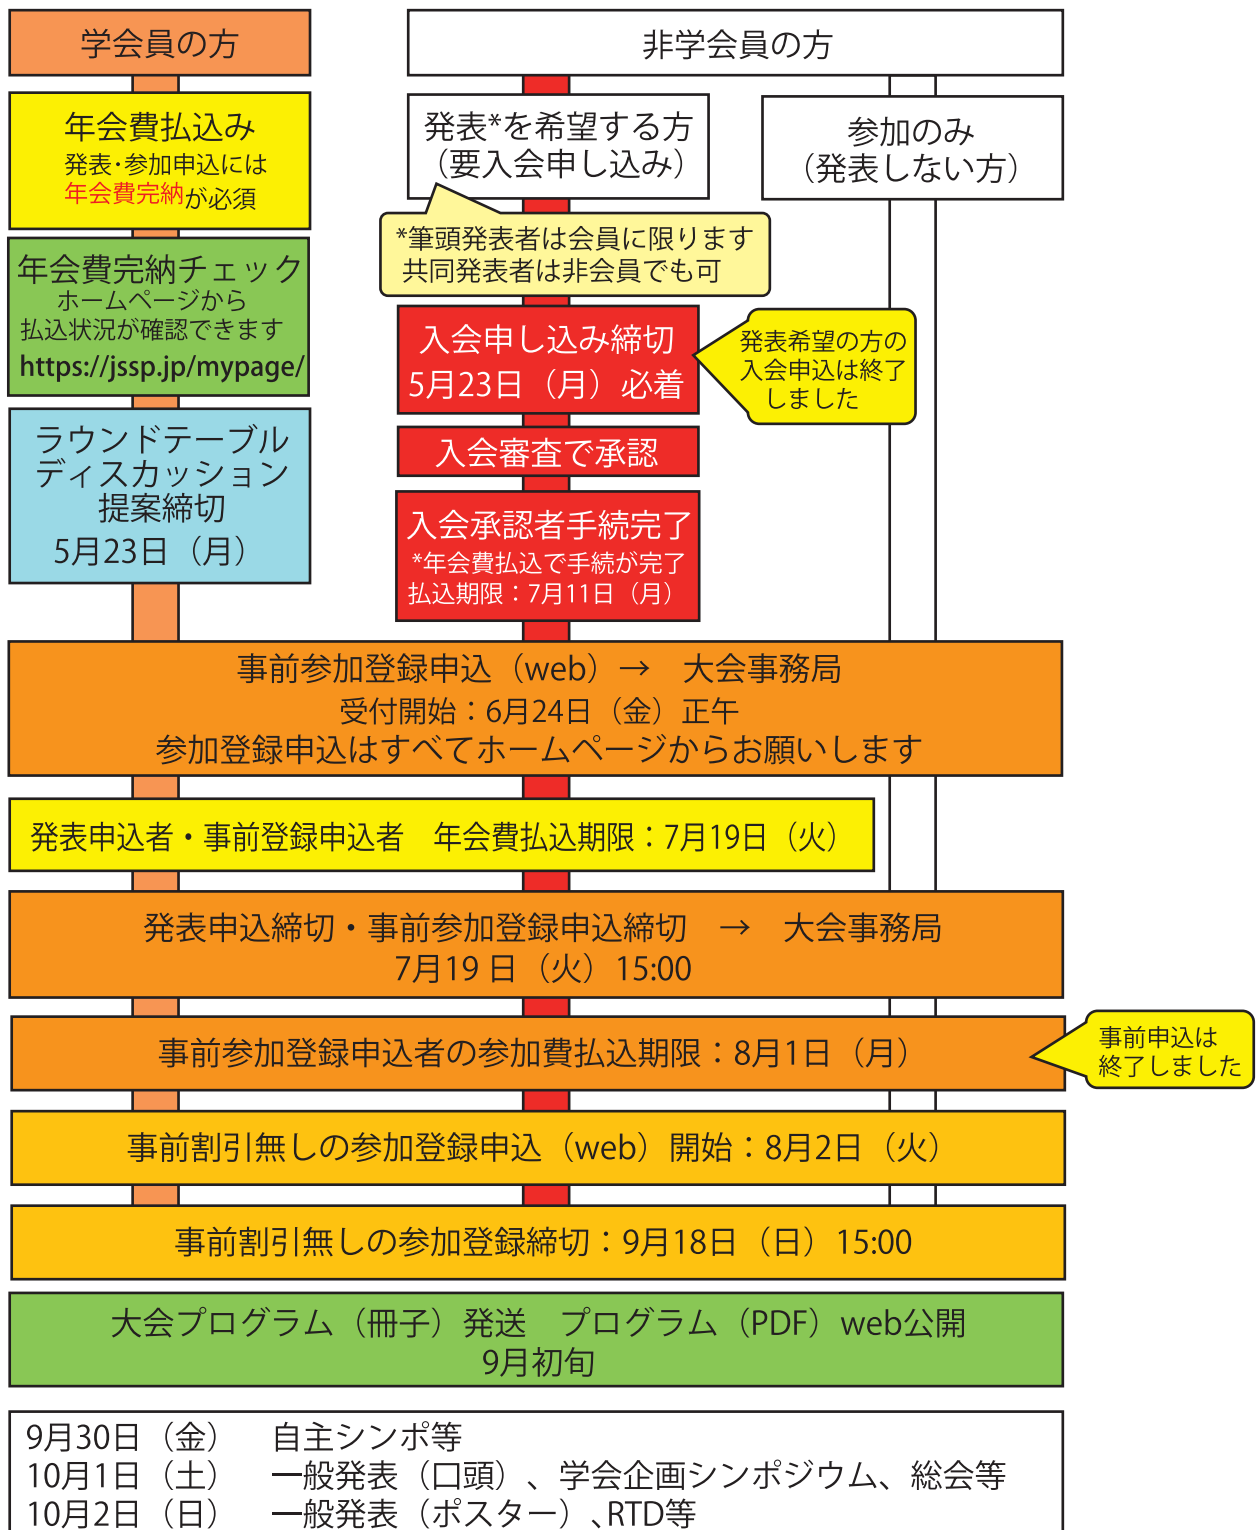 学会員の方
年会費払込み
発表・参加申込には
年会費完納が必須
年会費完納チェック
ホームページから
払込状況が確認できます
https://jssp.jp/mypage/
ラウンドテーブル
ディスカッション
提案締切
5月23日（月）
非学会員の方
発表*を希望する方
（要入会申し込み）
*筆頭発表者は会員に限ります
共同発表者は非会員でも可
入会申し込み締切
5月23日（月）必着
発表希望の方の
入会申込は終了
しました
入会審査で承認
入会承認者手続完了
*年会費払込で手続が完了
払込期限：7月11日（月）
参加のみ
（発表しない方）
事前参加登録申込（web）→　大会事務局
受付開始：6月24日（金）正午
参加登録申込はすべてホームページからお願いします
発表申込者・事前登録申込者　年会費払込期限：7月19日（火）
発表申込締切・事前参加登録申込締切　→　大会事務局
7月19 日（火）15:00
事前参加登録申込者の参加費払込期限：8月1日（月）
事前申込は
終了しました
事前割引無しの参加登録申込（web）開始：8月2日（火）
事前割引無しの参加登録締切：9月18日（日）15:00
大会プログラム（冊子）発送　プログラム（PDF）web公開
9月初旬
9月30日（金）　自主シンポ等
10月1日（土）　一般発表（口頭）、学会企画シンポジウム、総会等
10月2日（日）　一般発表（ポスター）、RTD等